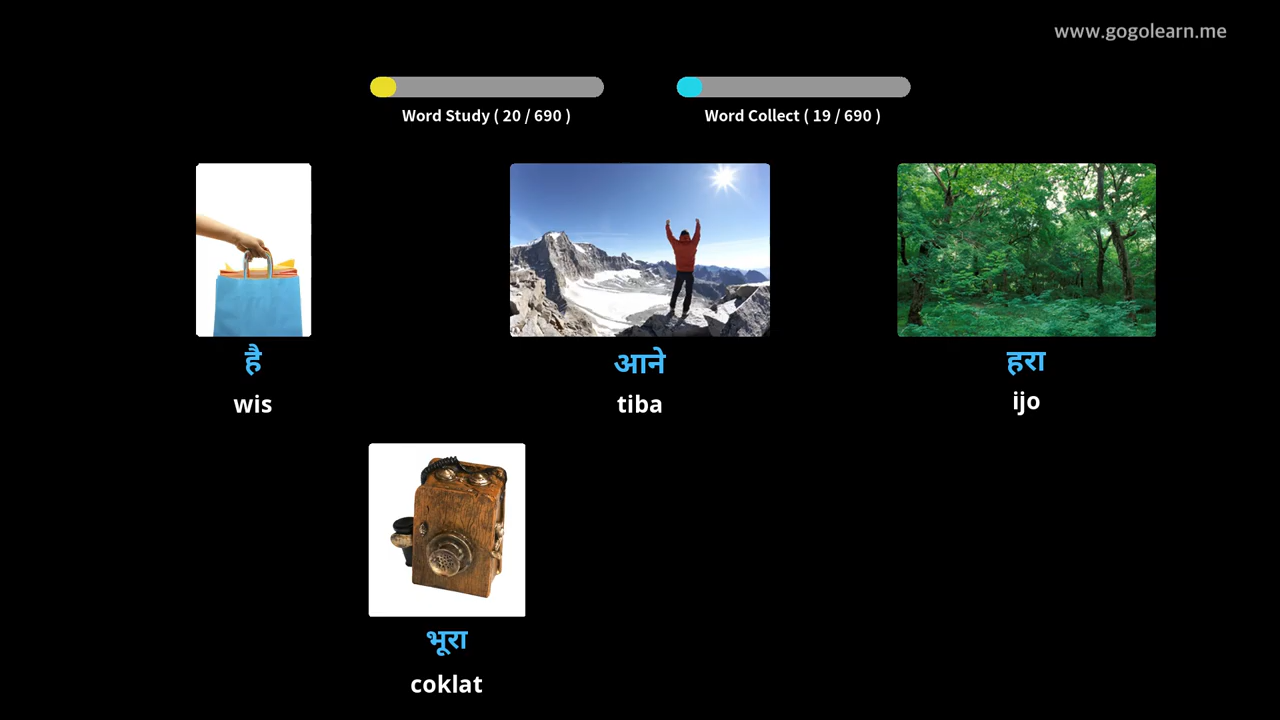 www.gogolearn.me
Word Study ( 20 / 690 )
Word Collect ( 19 / 690 )
है
आने
हरा
wis
tiba
ijo
भूरा
coklat